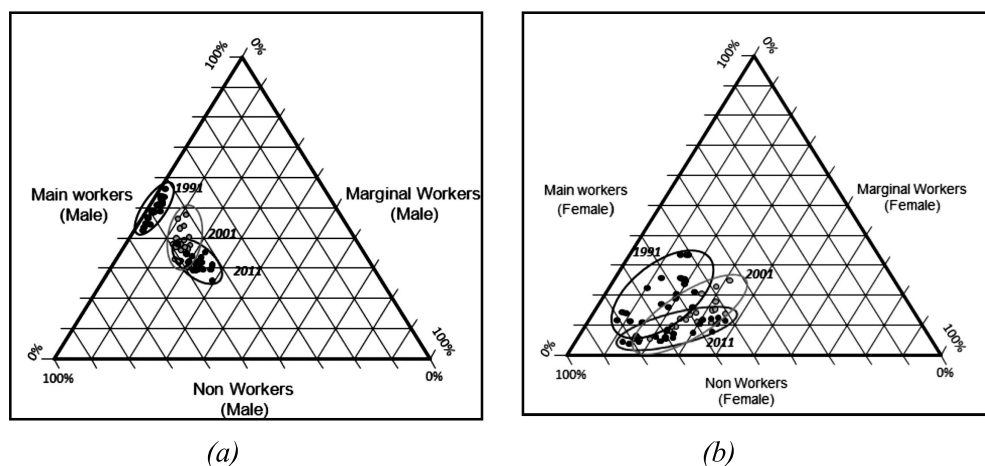 100%
0%
Main workers
(Male)
1991
2001
2011
Marginal Workers
(Male)
0%
100%
100%
0%
Non Workers
(Male)
(a)
100%
0%
Main workers
(Female)
1991
2001
2011
Marginal Workers
(Female)
0%
100%
100%
0%
Non Workers
(Female)
(b)